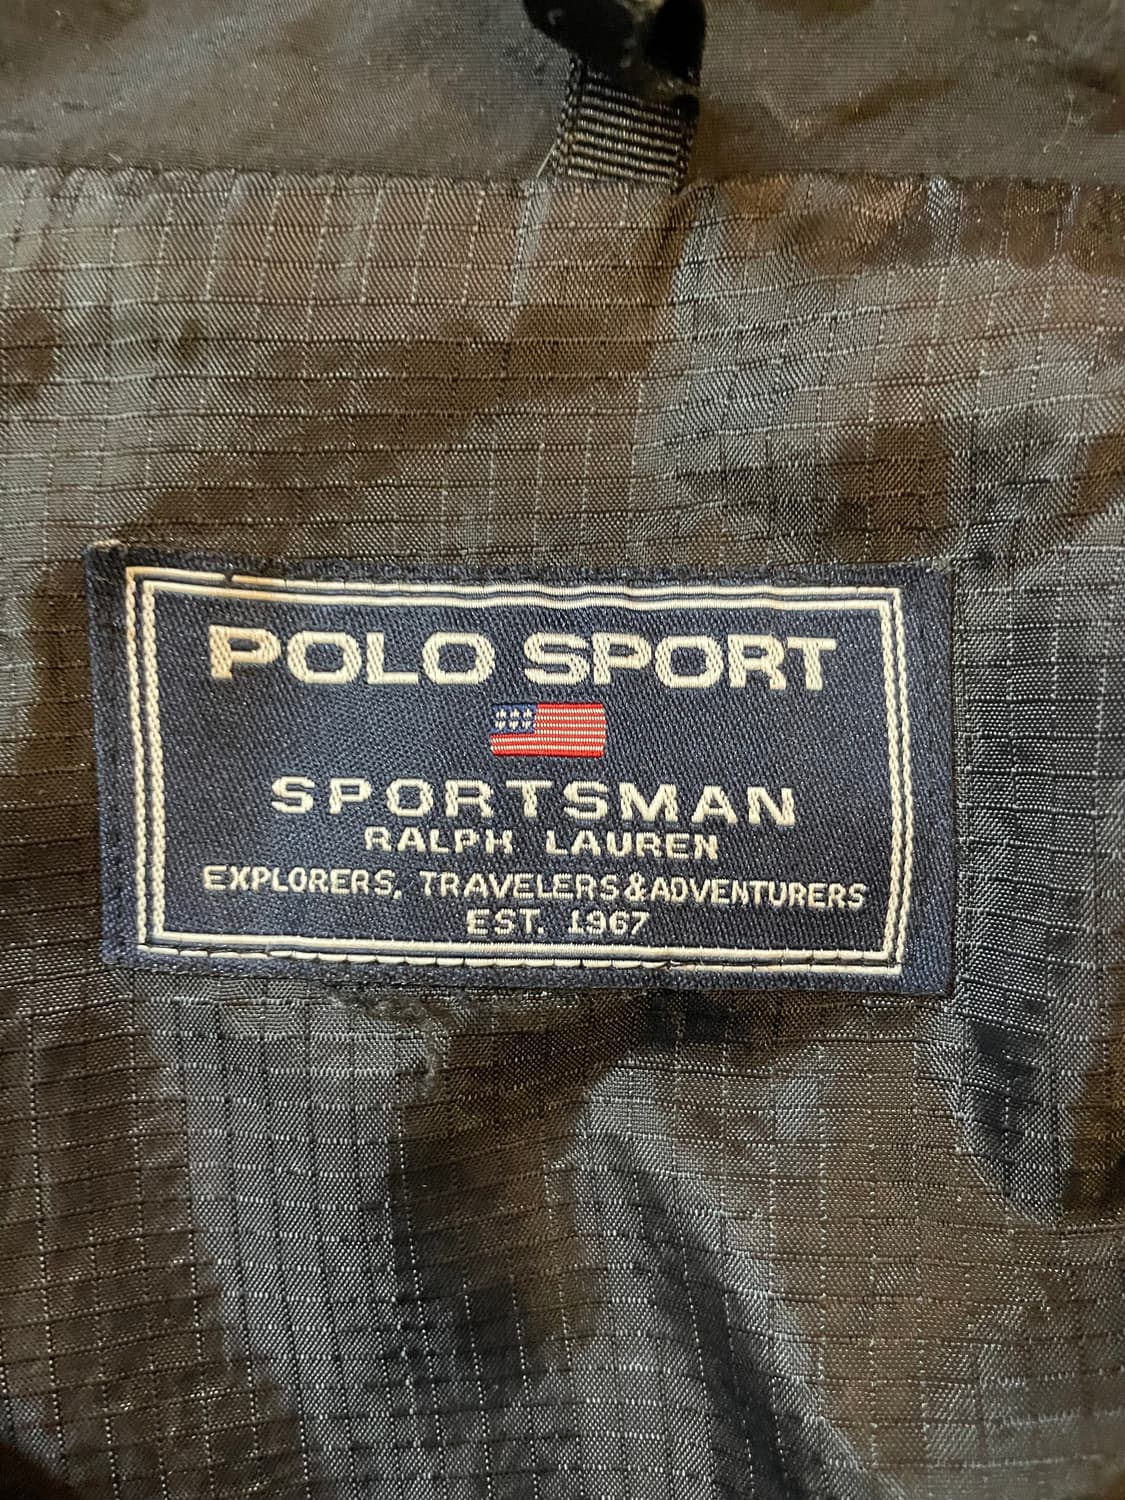 POLO SPORT
SPORTSMAN
RALPH LAUREN
EXPLORERS, TRAVELERS & ADVENTURERS
EST. 1967